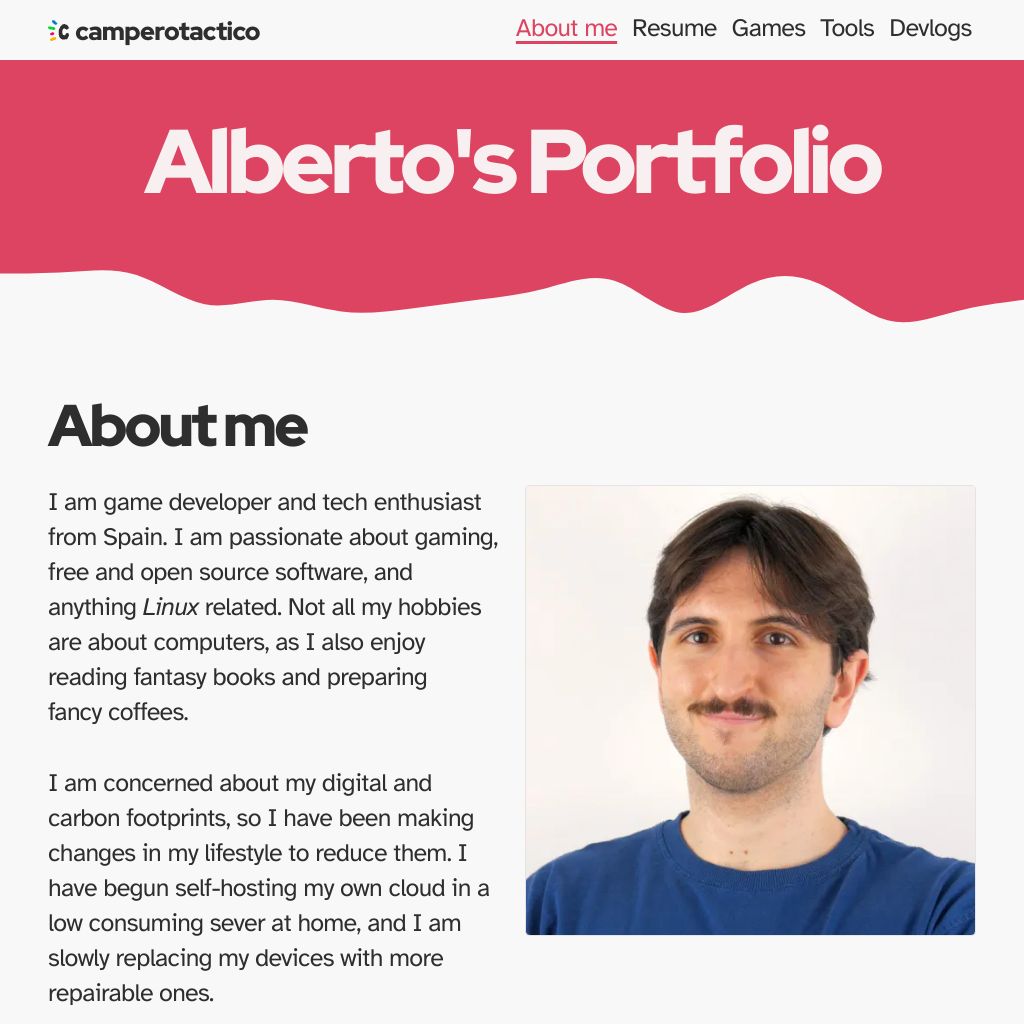 camperotactico
About me Resume Games Tools Devlogs
Alberto's Portfolio
About me
I am game developer and tech enthusiast
from Spain. I am passionate about gaming,
free and open source software, and
anything Linux related. Not all my hobbies
are about computers, as I also enjoy
reading fantasy books and preparing
fancy coffees.
I am concerned about my digital and
carbon footprints, so I have been making
changes in my lifestyle to reduce them. I
have begun self-hosting my own cloud in a
low consuming sever at home, and I am
slowly replacing my devices with more
repairable ones.